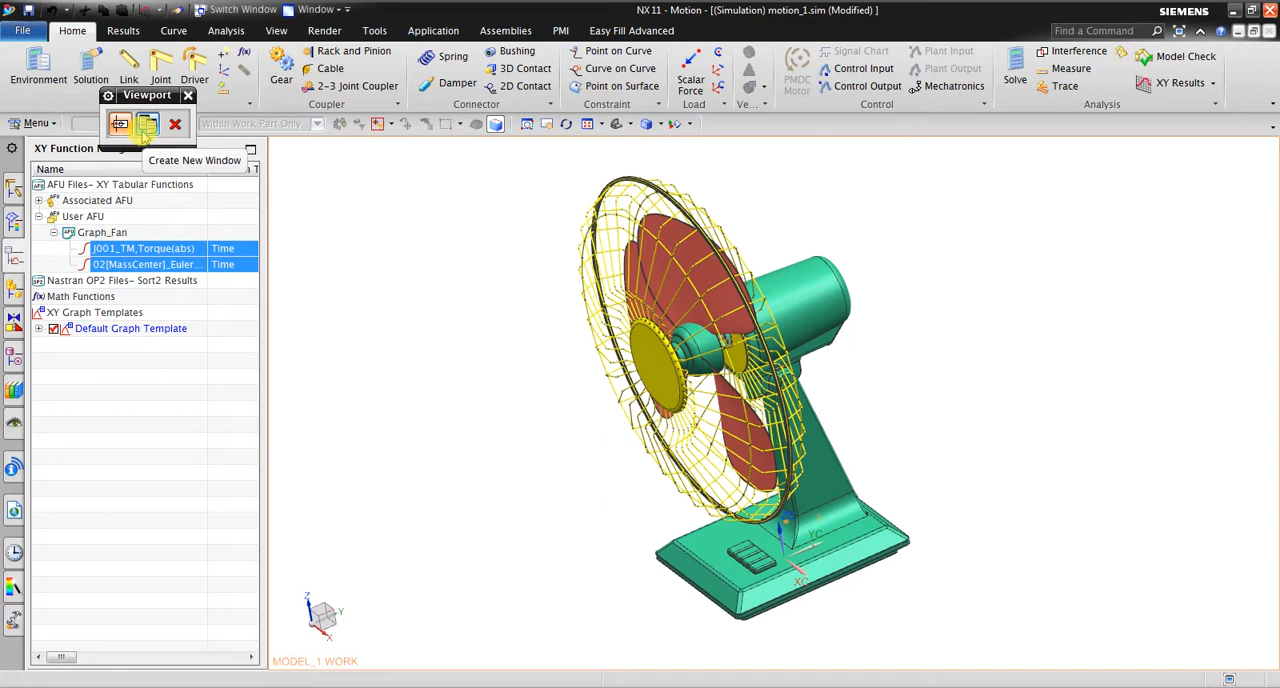 Switch Window
Window
NX 11 - Motion - [(Simulation) motion_1.sim (Modified) ]
SIEMENS
File
Home
Results
Curve
Analysis
View
Render
Tools
Application
Assemblies
PMI
Easy Fill Advanced
Find a Command
Environment
Solution
Link
Joint
Driver
f(x)
Gear
Rack and Pinion
Cable
2-3 Joint Coupler
Coupler
Spring
Damper
Bushing
3D Contact
2D Contact
Connector
Point on Curve
Curve on Curve
Point on Surface
Constraint
Scalar
Force
Load
Ve...
PMDC
Motor
Signal Chart
Control Input
Control Output
Plant Input
Plant Output
Mechatronics
Control
Solve
Interference
Measure
Trace
Model Check
XY Results
Analysis
Viewport
Menu
Within Work Part Only
Create New Window
XY Function
Name
AFU Files- XY Tabular Functions
Associated AFU
User AFU
Graph_Fan
J001_TM,Torque(abs)
Time
02[MassCenter]_Euler...
Time
Nastran OP2 Files- Sort2 Results
f(x) Math Functions
XY Graph Templates
Default Graph Template
YC
XC
Z
Y
X
MODEL_1 WORK